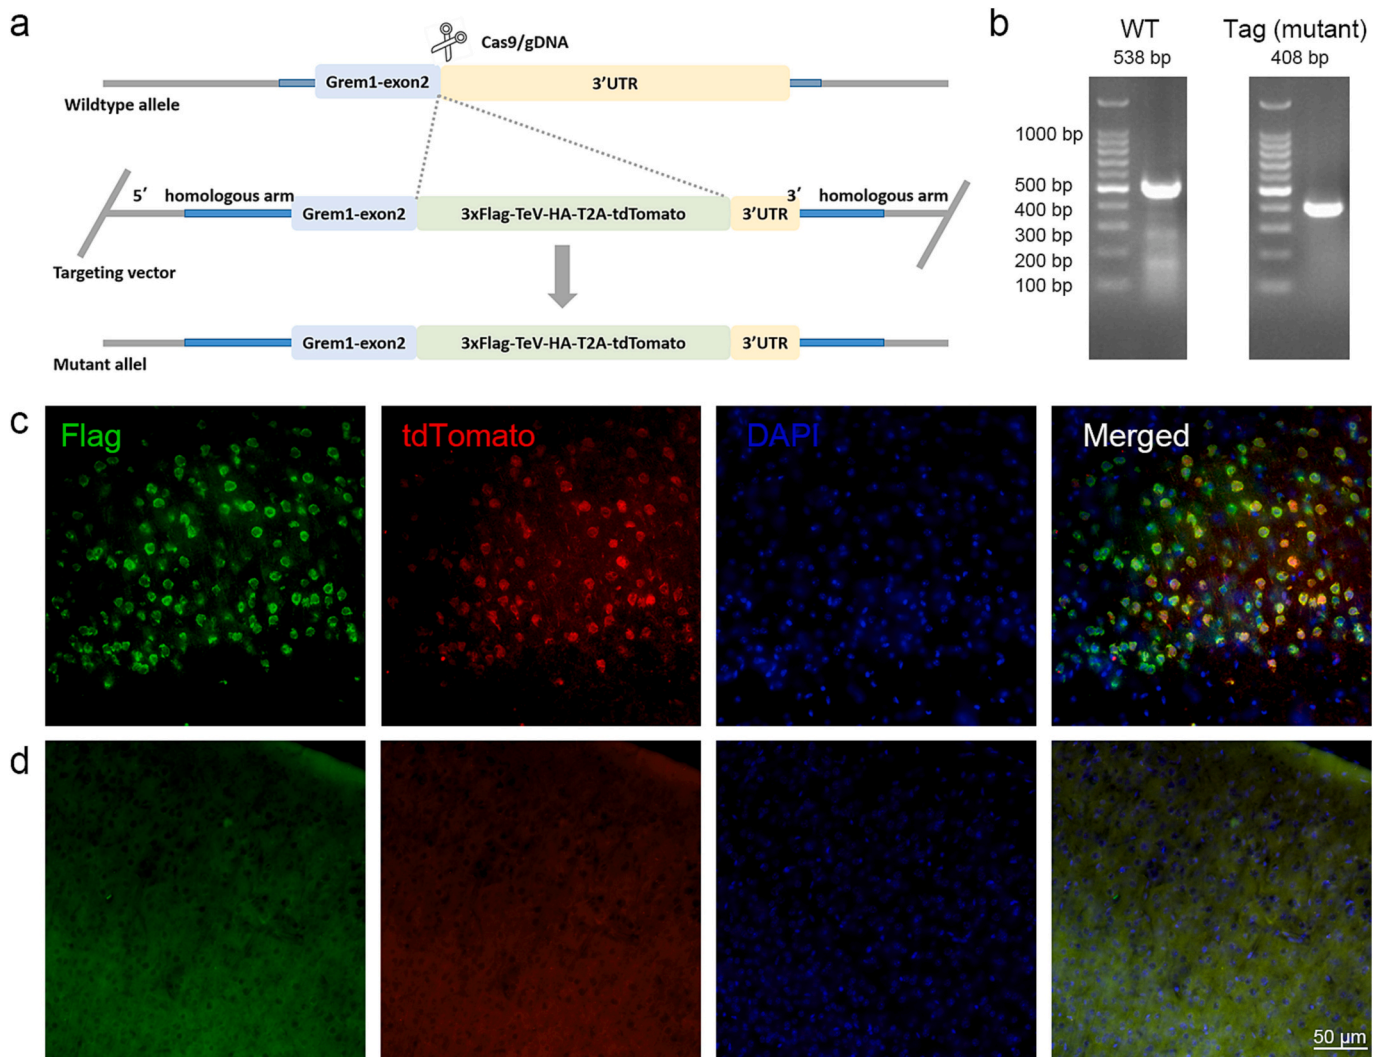 a
Cas9/gDNA
Grem1-exon2
3'UTR
Wildtype allele
5'
homologous arm
Grem1-exon2
3xFlag-TeV-HA-T2A-tdTomato
3'UTR
3'
homologous arm
Targeting vector
Grem1-exon2
3xFlag-TeV-HA-T2A-tdTomato
3'UTR
Mutant allel
b
WT
538 bp
Tag (mutant)
408 bp
1000 bp
500 bp
400 bp
300 bp
200 bp
100 bp
c
Flag
tdTomato
DAPI
Merged
d
50 µm